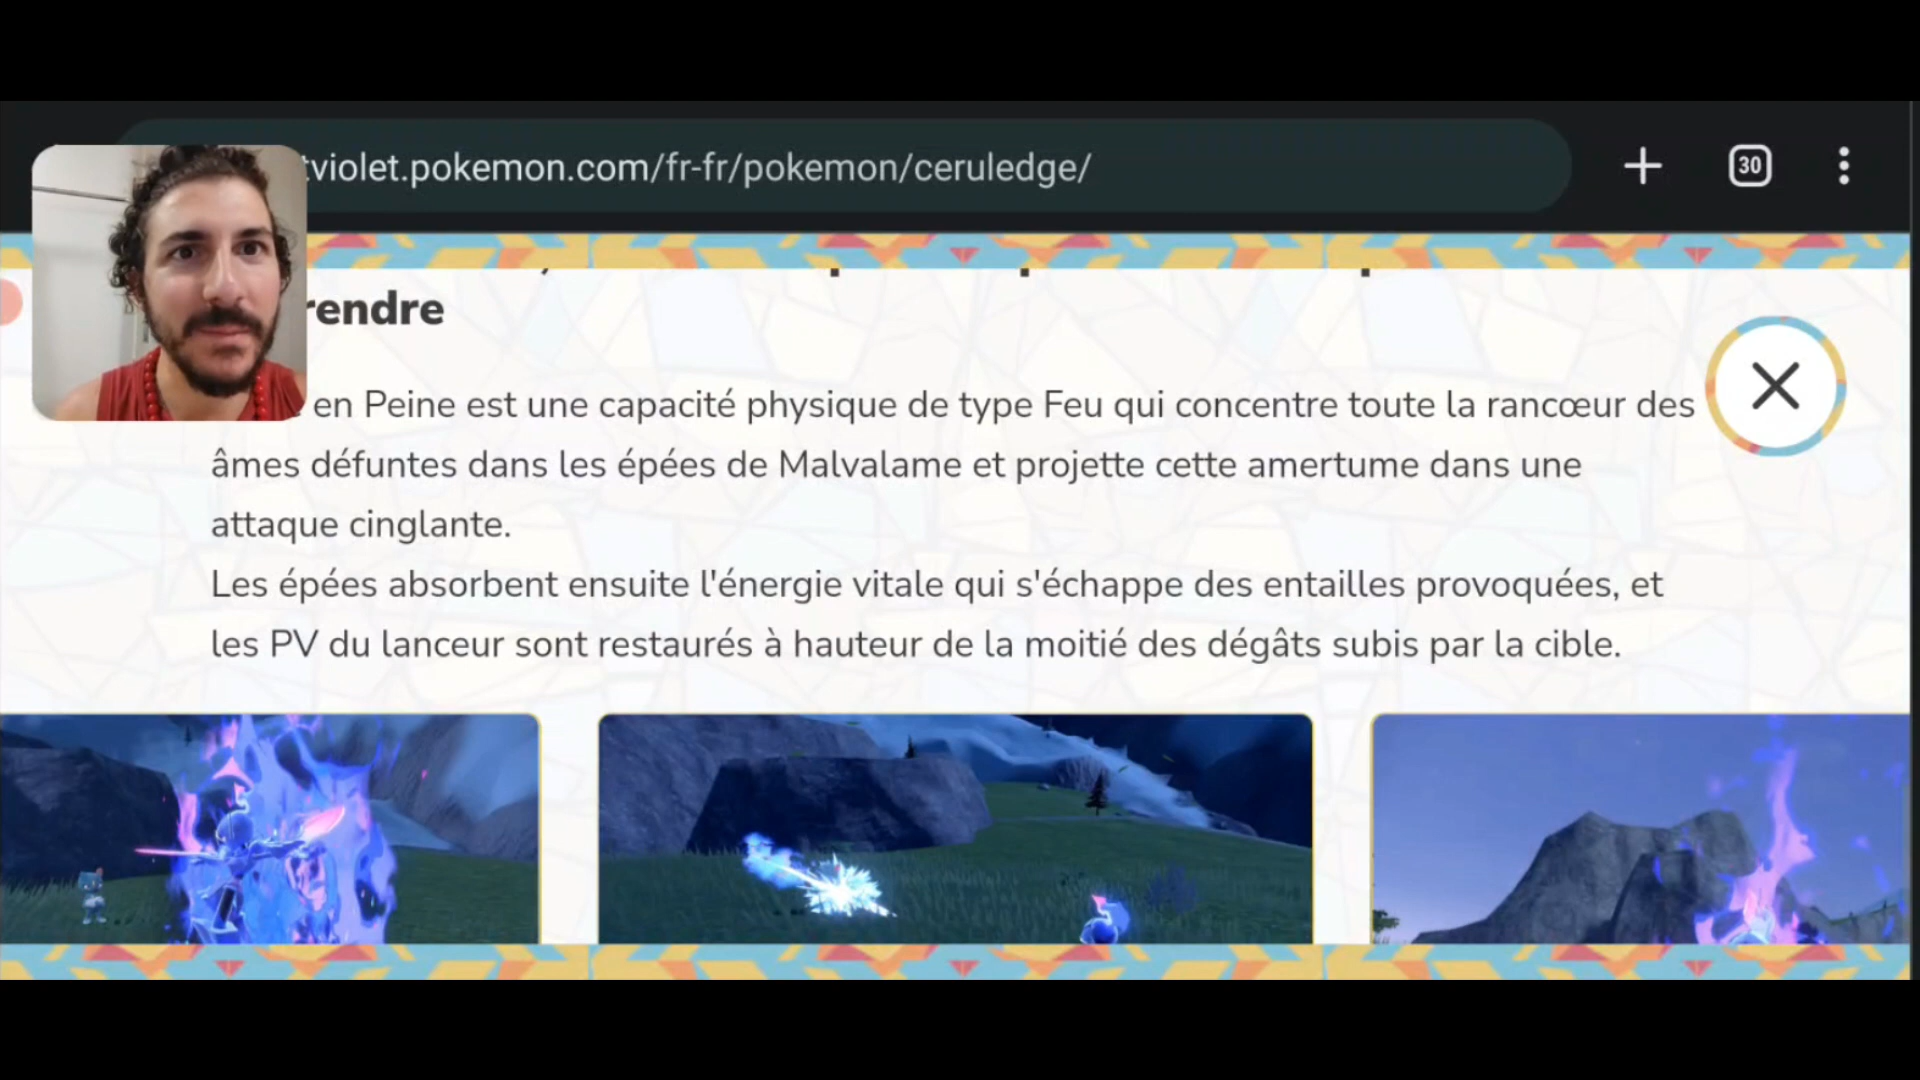 tviolet.pokemon.com/fr-fr/pokemon/ceruledge/
30
rendre
en Peine est une capacité physique de type Feu qui concentre toute la rancœur des
âmes défuntes dans les épées de Malvalame et projette cette amertume dans une
attaque cinglante.
Les épées absorbent ensuite l'énergie vitale qui s'échappe des entailles provoquées, et
les PV du lanceur sont restaurés à hauteur de la moitié des dégâts subis par la cible.